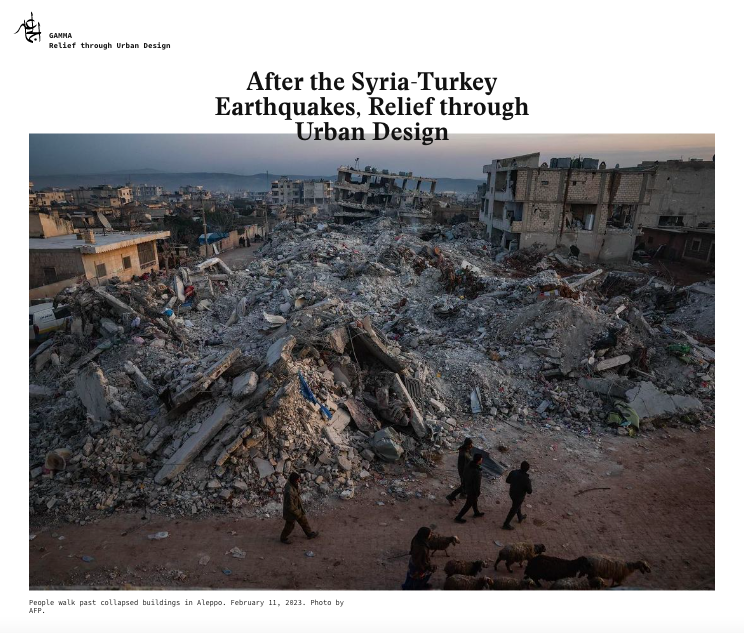 GAMMA
Relief through Urban Design
After the Syria-Turkey
Earthquakes, Relief through
Urban Design
People walk past collapsed buildings in Aleppo. February 11, 2023. Photo by
AFP.